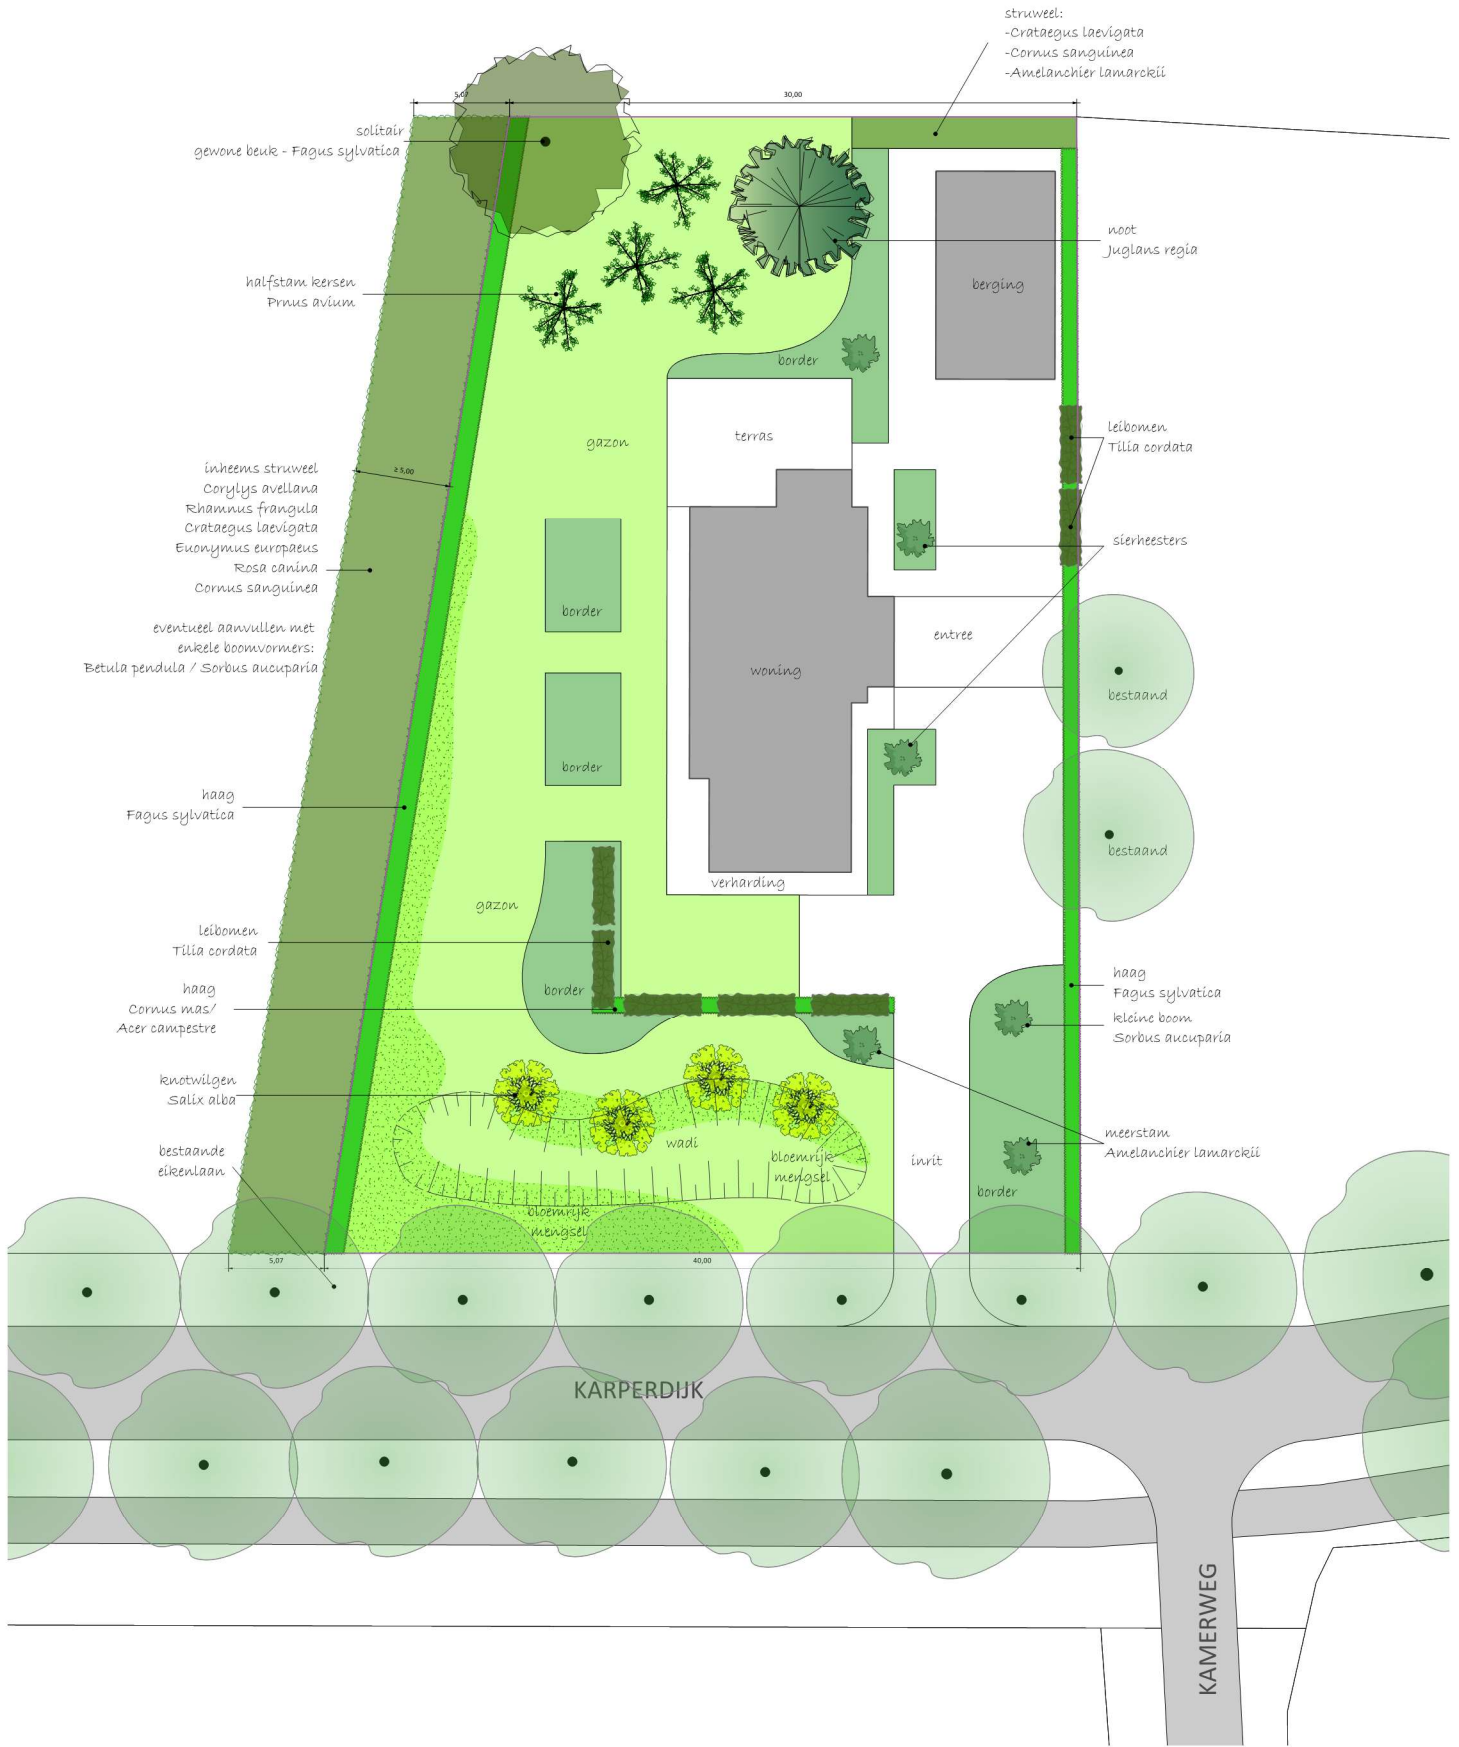 struweel:
-Crataegus laevigata
-Cornus sanguinea
-Amelanchier lamarckii
5,07
30,00
solitair
gewone beuk - Fagus sylvatica
noot
Juglans regia
halfstam kersen
Prnus avium
berging
border
leibomen
Tilia cordata
gazon
terras
inheems struweel
Corylys avellana
Rhamnus frangula
Crataegus laevigata
Euonymus europaeus
Rosa canina
Cornus sanguinea
≥ 5,00
sierheesters
border
eventueel aanvullen met
enkele boomvormers:
Betula pendula / Sorbus aucuparia
entree
woning
bestaand
border
haag
Fagus sylvatica
bestaand
verharding
gazon
leibomen
Tilia cordata
border
haag
Cornus mas/
Acer campestre
haag
Fagus sylvatica
kleine boom
Sorbus aucuparia
knotwilgen
Salix alba
wadi
bloemrijk
mengsel
inrit
meerstam
Amelanchier lamarckii
bestaande
eikenlaan
border
bloemrijk
mengsel
5,07
40,00
KARPERDIJK
KAMERWEG